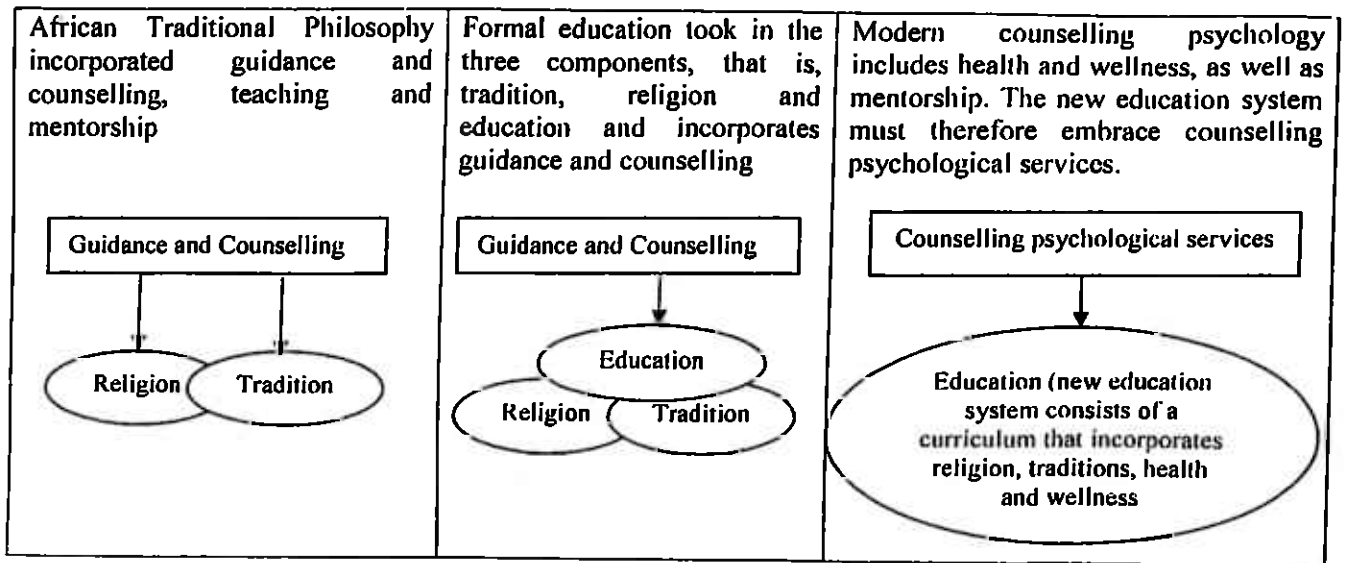 African Traditional Philosophy
incorporated guidance and
counselling, teaching and
mentorship
Guidance and Counselling
Religion
Tradition
Formal education took in the
three components, that is,
tradition, religion and
education and incorporates
guidance and counselling
Guidance and Counselling
Education
Religion
Tradition
Modern counselling psychology
includes health and wellness, as well as
mentorship. The new education system
must therefore embrace counselling
psychological services.
Counselling psychological services
Education (new education
system consists of a
curriculum that incorporates
religion, traditions, health
and wellness